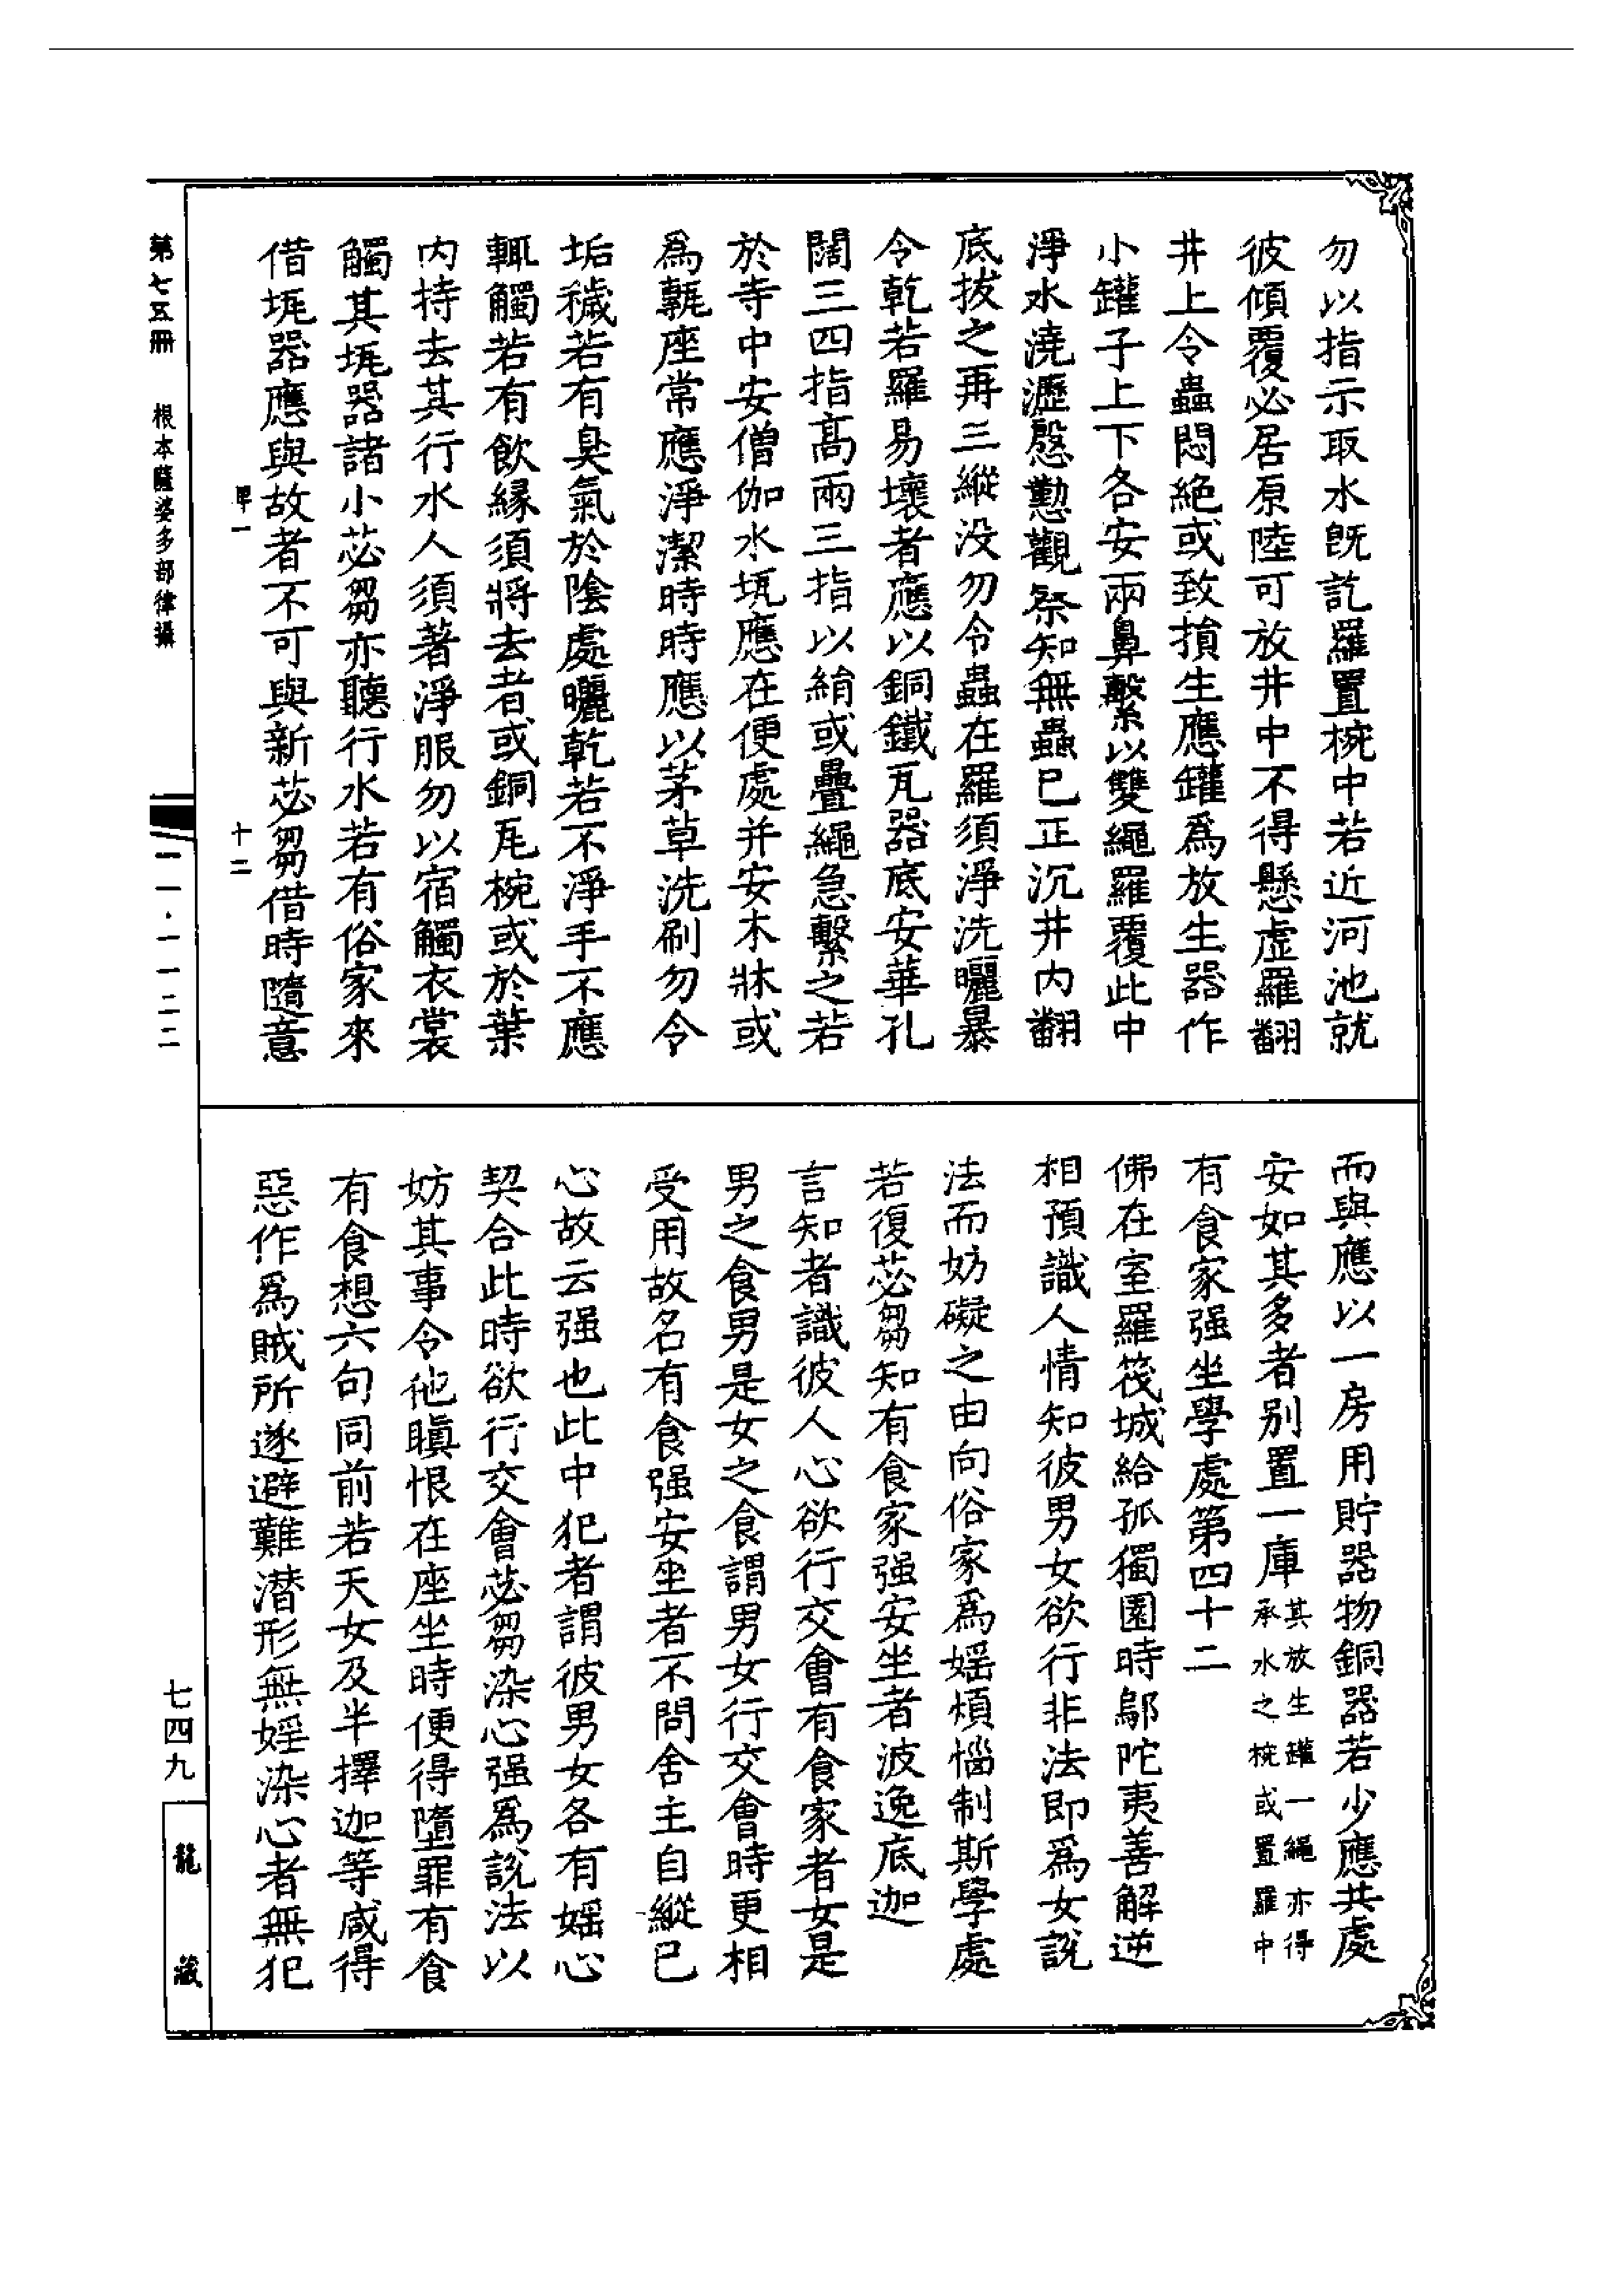 勿以指示取水旣訖羅置椀中若近河池就
彼傾覆必居原陸可放井中不得懸虛羅翻
井上令蟲悶絶或致損生應罐爲放生器作
小罐子上下各安兩鼻繫以雙繩羅覆此中
淨水澆瀝慇懃觀察知無蟲已正沉井内翻
底拔之再三縱没勿令蟲在羅須淨洗曬暴
令乾若羅易壞者應以銅鐵瓦器底安華孔
闊三四指髙兩三指以絹或疊繩急繫之若
於寺中安僧伽水瓨應在便處并安木牀或
爲甎座常應淨潔時時應以茅草洗刷勿令
垢穢若有臭氣於陰處曬乾若不淨手不應
輒觸若有飲縁須將去者或銅瓦椀或於葉
内持去其行水人須著淨服勿以宿觸衣裳
觸其瓨器諸小苾芻亦聽行水若有俗家來
借瓨器應與故者不可與新苾芻借時隨意
而與應以一房用貯器物銅器若少應共處
安如其多者别置一庫其放生罐一繩亦得承水之椀或置羅中
有食家强坐學處第四十二
佛在室羅筏城給孤獨園時鄔陀夷善解逆
相預識人情知彼男女欲行非法即爲女說
法而妨礙之由向俗家爲婬煩惱制斯學處
若復苾芻知有食家强安坐者波逸底迦
言知者識彼人心欲行交會有食家者女是
男之食男是女之食謂男女行交會時更相
受用故名有食强安坐者不問舍主自縱已
心故云强也此中犯者謂彼男女各有婬心
契合此時欲行交會苾芻染心强爲說法以
妨其事令他瞋恨在座坐時便得墮罪有食
有食想六句同前若天女及半擇迦等咸得
惡作爲賊所逐避難潜形無婬染心者無犯
第七五冊　根本薩婆多部律攝
十二
一一·一一二二
七四九
龍藏